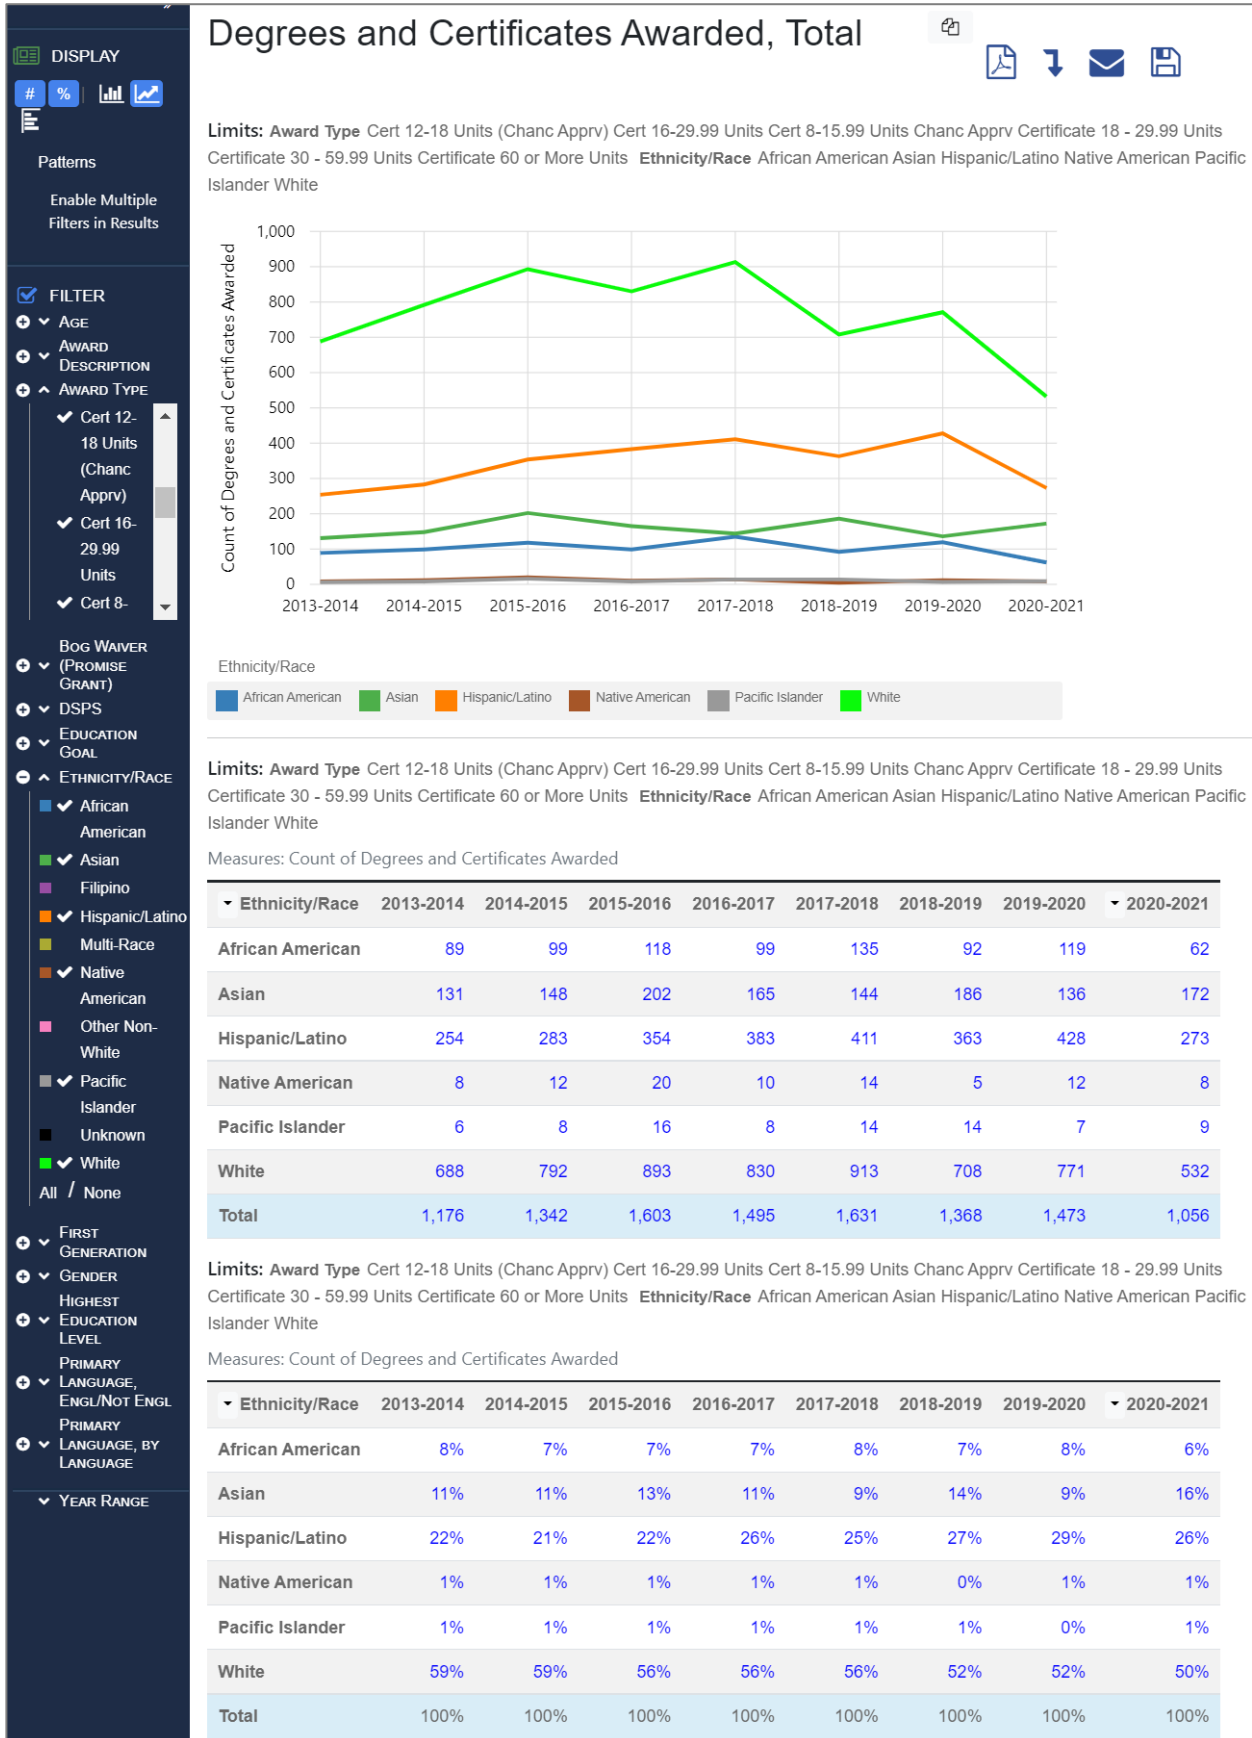 Degrees and Certificates Awarded, Total
DISPLAY
#
%
Patterns
Enable Multiple
Filters in Results
FILTER
AGE
AWARD
DESCRIPTION
AWARD TYPE
Cert 12-
18 Units
(Chanc
Apprv)
Cert 16-
29.99
Units
Cert 8-
BOG WAIVER
(PROMISE
GRANT)
DSPS
EDUCATION
GOAL
ETHNICITY/RACE
African
American
Asian
Filipino
Hispanic/Latino
Multi-Race
Native
American
Other Non-
White
Pacific
Islander
Unknown
White
All / None
FIRST
GENERATION
GENDER
HIGHEST
EDUCATION
LEVEL
PRIMARY
LANGUAGE,
ENGL/NOT ENGL
PRIMARY
LANGUAGE, BY
LANGUAGE
YEAR RANGE
Limits: Award Type Cert 12-18 Units (Chanc Apprv) Cert 16-29.99 Units Cert 8-15.99 Units Chanc Apprv Certificate 18 - 29.99 Units
Certificate 30 - 59.99 Units Certificate 60 or More Units Ethnicity/Race African American Asian Hispanic/Latino Native American Pacific
Islander White
Count of Degrees and Certificates Awarded
1,000
900
800
700
600
500
400
300
200
100
0
2013-2014 2014-2015 2015-2016 2016-2017 2017-2018 2018-2019 2019-2020 2020-2021
Ethnicity/Race
African American Asian Hispanic/Latino Native American Pacific Islander White
Limits: Award Type Cert 12-18 Units (Chanc Apprv) Cert 16-29.99 Units Cert 8-15.99 Units Chanc Apprv Certificate 18 - 29.99 Units
Certificate 30 - 59.99 Units Certificate 60 or More Units Ethnicity/Race African American Asian Hispanic/Latino Native American Pacific
Islander White
Measures: Count of Degrees and Certificates Awarded
Ethnicity/Race 2013-2014 2014-2015 2015-2016 2016-2017 2017-2018 2018-2019 2019-2020 2020-2021
African American 89 99 118 99 135 92 119 62
Asian 131 148 202 165 144 186 136 172
Hispanic/Latino 254 283 354 383 411 363 428 273
Native American 8 12 20 10 14 5 12 8
Pacific Islander 6 8 16 8 14 14 7 9
White 688 792 893 830 913 708 771 532
Total 1,176 1,342 1,603 1,495 1,631 1,368 1,473 1,056
Limits: Award Type Cert 12-18 Units (Chanc Apprv) Cert 16-29.99 Units Cert 8-15.99 Units Chanc Apprv Certificate 18 - 29.99 Units
Certificate 30 - 59.99 Units Certificate 60 or More Units Ethnicity/Race African American Asian Hispanic/Latino Native American Pacific
Islander White
Measures: Count of Degrees and Certificates Awarded
Ethnicity/Race 2013-2014 2014-2015 2015-2016 2016-2017 2017-2018 2018-2019 2019-2020 2020-2021
African American 8% 7% 7% 7% 8% 7% 8% 6%
Asian 11% 11% 13% 11% 9% 14% 9% 16%
Hispanic/Latino 22% 21% 22% 26% 25% 27% 29% 26%
Native American 1% 1% 1% 1% 1% 0% 1% 1%
Pacific Islander 1% 1% 1% 1% 1% 1% 0% 1%
White 59% 59% 56% 56% 56% 52% 52% 50%
Total 100% 100% 100% 100% 100% 100% 100% 100%